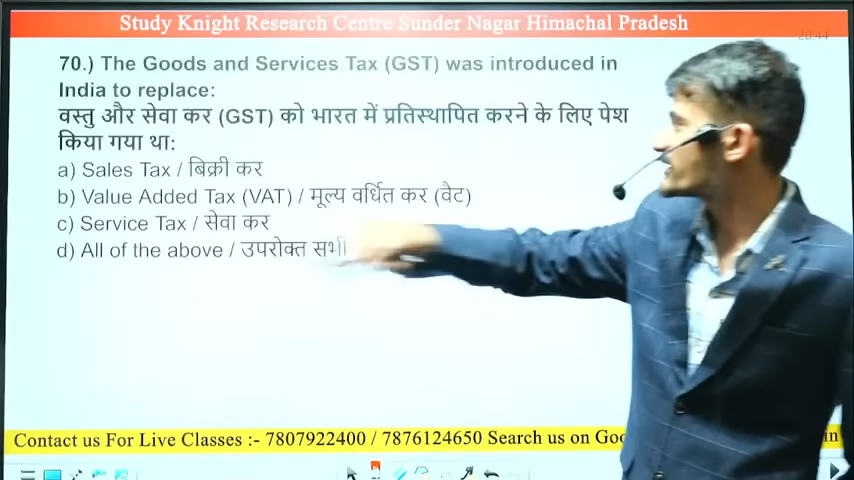 Study Knight Research Centre Sunder Nagar Himachal Pradesh
20:44
70.) The Goods and Services Tax (GST) was introduced in
India to replace:
वस्तु और सेवा कर (GST) को भारत में प्रतिस्थापित करने के लिए पेश
किया गया था:
a) Sales Tax / बिक्री कर
b) Value Added Tax (VAT) / मूल्य वर्धित कर (वैट)
c) Service Tax / सेवा कर
d) All of the above / उपरोक्त सभी
Contact us For Live Classes :- 7807922400 / 7876124650 Search us on in